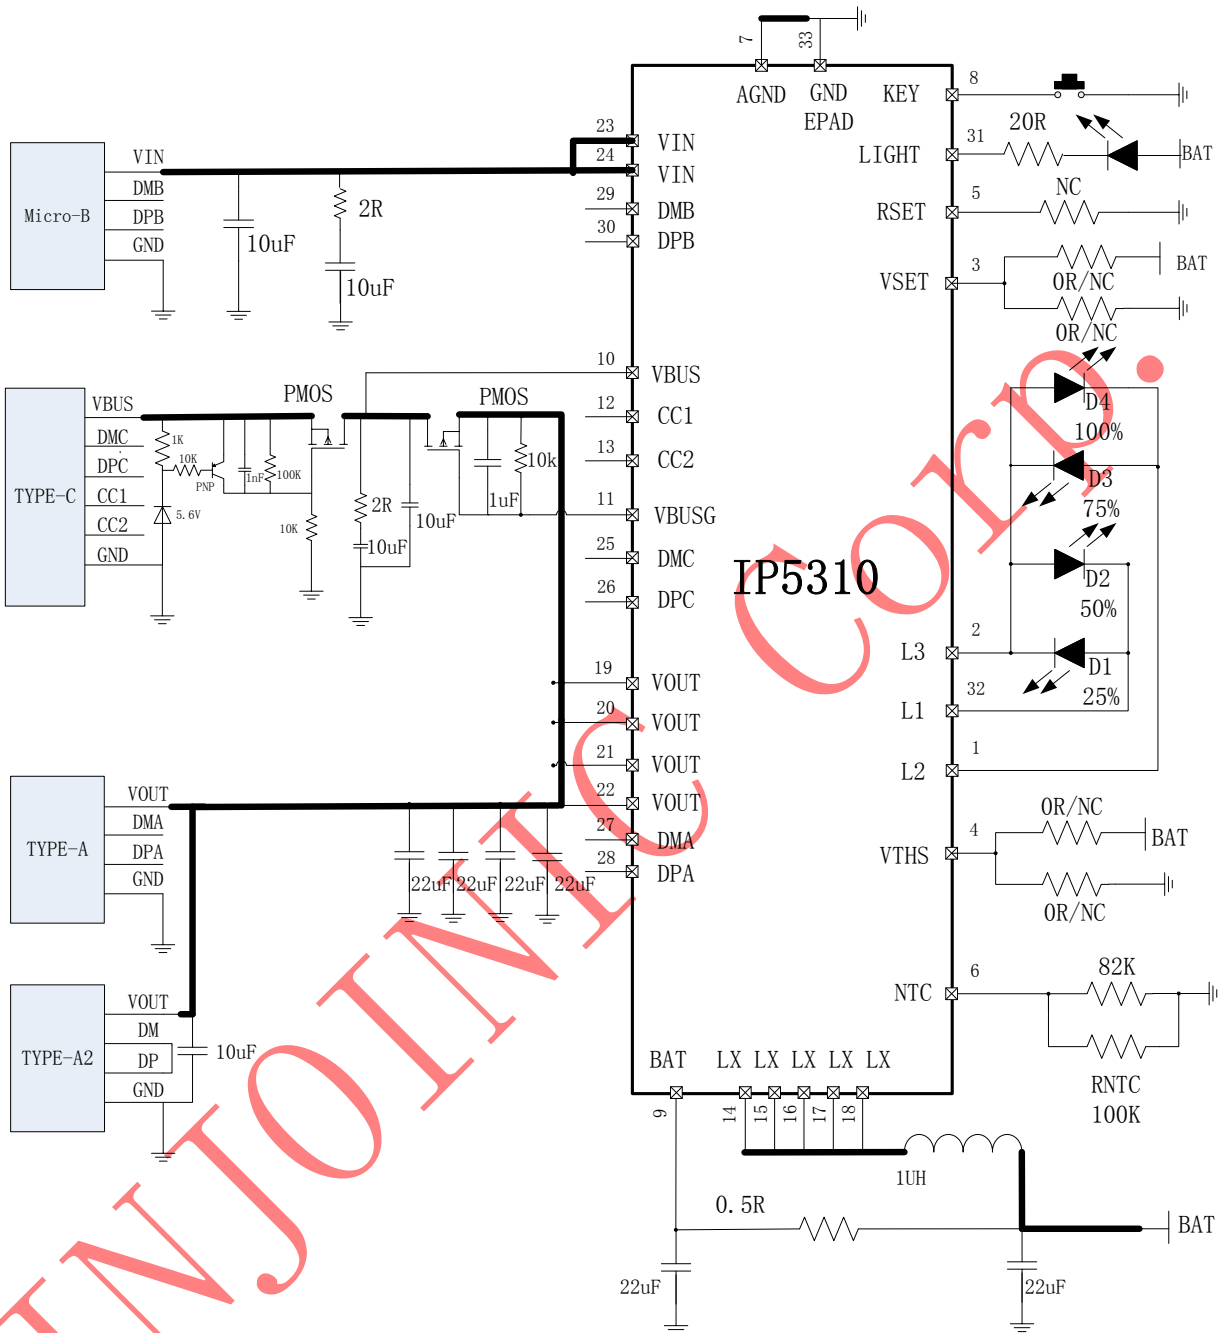 7
33
AGND
GND
EPAD
KEY
8
23
VIN
24
VIN
29
DMB
30
DPB
LIGHT
31
20R
BAT
RSET
5
NC
VSET
3
0R/NC
BAT
0R/NC
Micro-B
VIN
DMB
DPB
GND
10uF
2R
10uF
10
VBUS
12
CC1
13
CC2
11
VBUSG
25
DMC
26
DPC
TYPE-C
VBUS
DMC
DPC
CC1
CC2
GND
1K
10K
PNP
5.6V
1nF
100K
10K
PMOS
2R
10uF
10uF
PMOS
1uF
10k
IP5310
D4
100%
D3
75%
D2
50%
D1
25%
L3
2
L1
32
L2
1
19
VOUT
20
VOUT
21
VOUT
22
VOUT
27
DMA
28
DPA
TYPE-A
VOUT
DMA
DPA
GND
22uF
22uF
22uF
22uF
VTHS
4
0R/NC
BAT
0R/NC
TYPE-A2
VOUT
DM
DP
GND
10uF
NTC
6
82K
RNTC
100K
BAT
LX
LX
LX
LX
LX
9
14
15
16
17
18
1UH
0.5R
BAT
22uF
22uF
INJOINIC Corp.